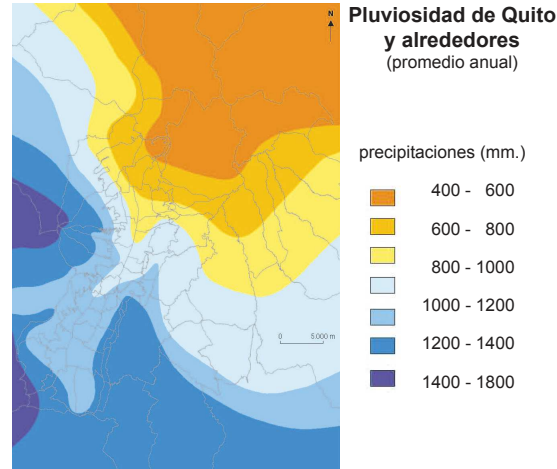 Pluviosidad de Quito
y alrededores
(promedio anual)
N
precipitaciones (mm.)
400 - 600
600 - 800
800 - 1000
1000 - 1200
1200 - 1400
1400 - 1800
0 5.000 m